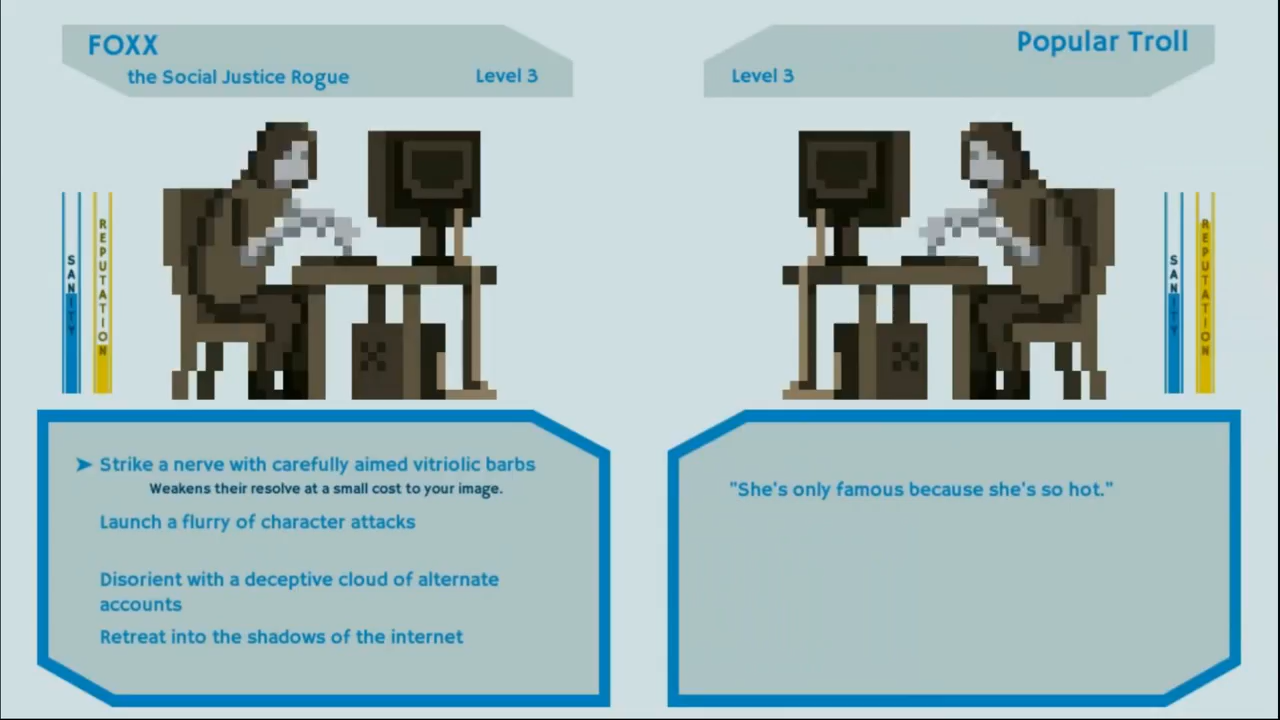 FOXX
the Social Justice Rogue
Level 3
Popular Troll
Level 3
SANITY
REPUTATION
SANITY
REPUTATION
➤ Strike a nerve with carefully aimed vitriolic barbs
Weakens their resolve at a small cost to your image.
Launch a flurry of character attacks
Disorient with a deceptive cloud of alternate
accounts
Retreat into the shadows of the internet
"She's only famous because she's so hot."